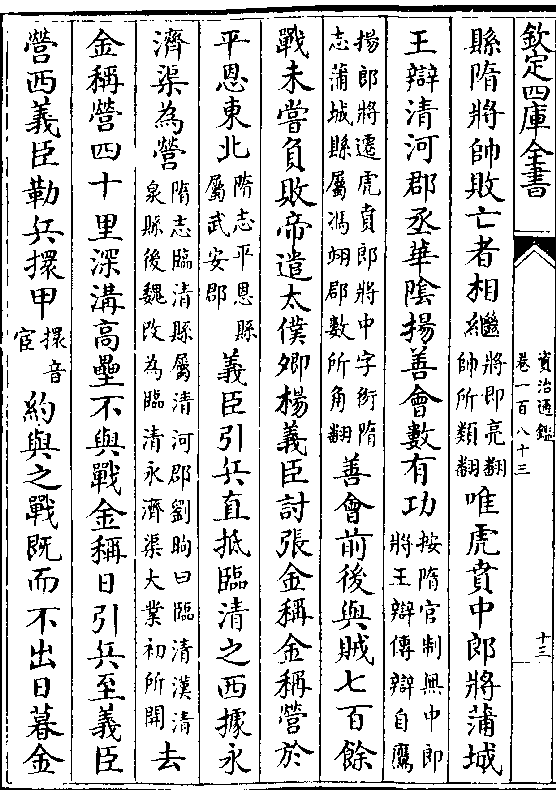 欽定四庫全書
資治通鑑
卷一百八十三
十三
縣隋將帥敗亡者相繼將即亮翻
帥所類翻唯虎賁中郎將蒲城
王辯清河郡丞華陰揚善會數有功按隋官制無中郎
將王辯傳辯自鷹
揚郎將遷虎賁郎將中字衍隋
志蒲城縣屬馮翊郡數所角翻善會前後與賊七百餘
戰未嘗負敗帝遣太僕卿楊義臣討張金稱金稱營於
平恩東北隋志平恩縣
屬武安郡義臣引兵直抵臨清之西據永
濟渠為營隋志臨清縣屬清河郡劉昫曰臨清漢清
泉縣後魏改為臨清永濟渠大業初所開去
金稱營四十里深溝高壘不與戰金稱日引兵至義臣
營西義臣勒兵擐甲擐音
宦約與之戰既而不出日暮金